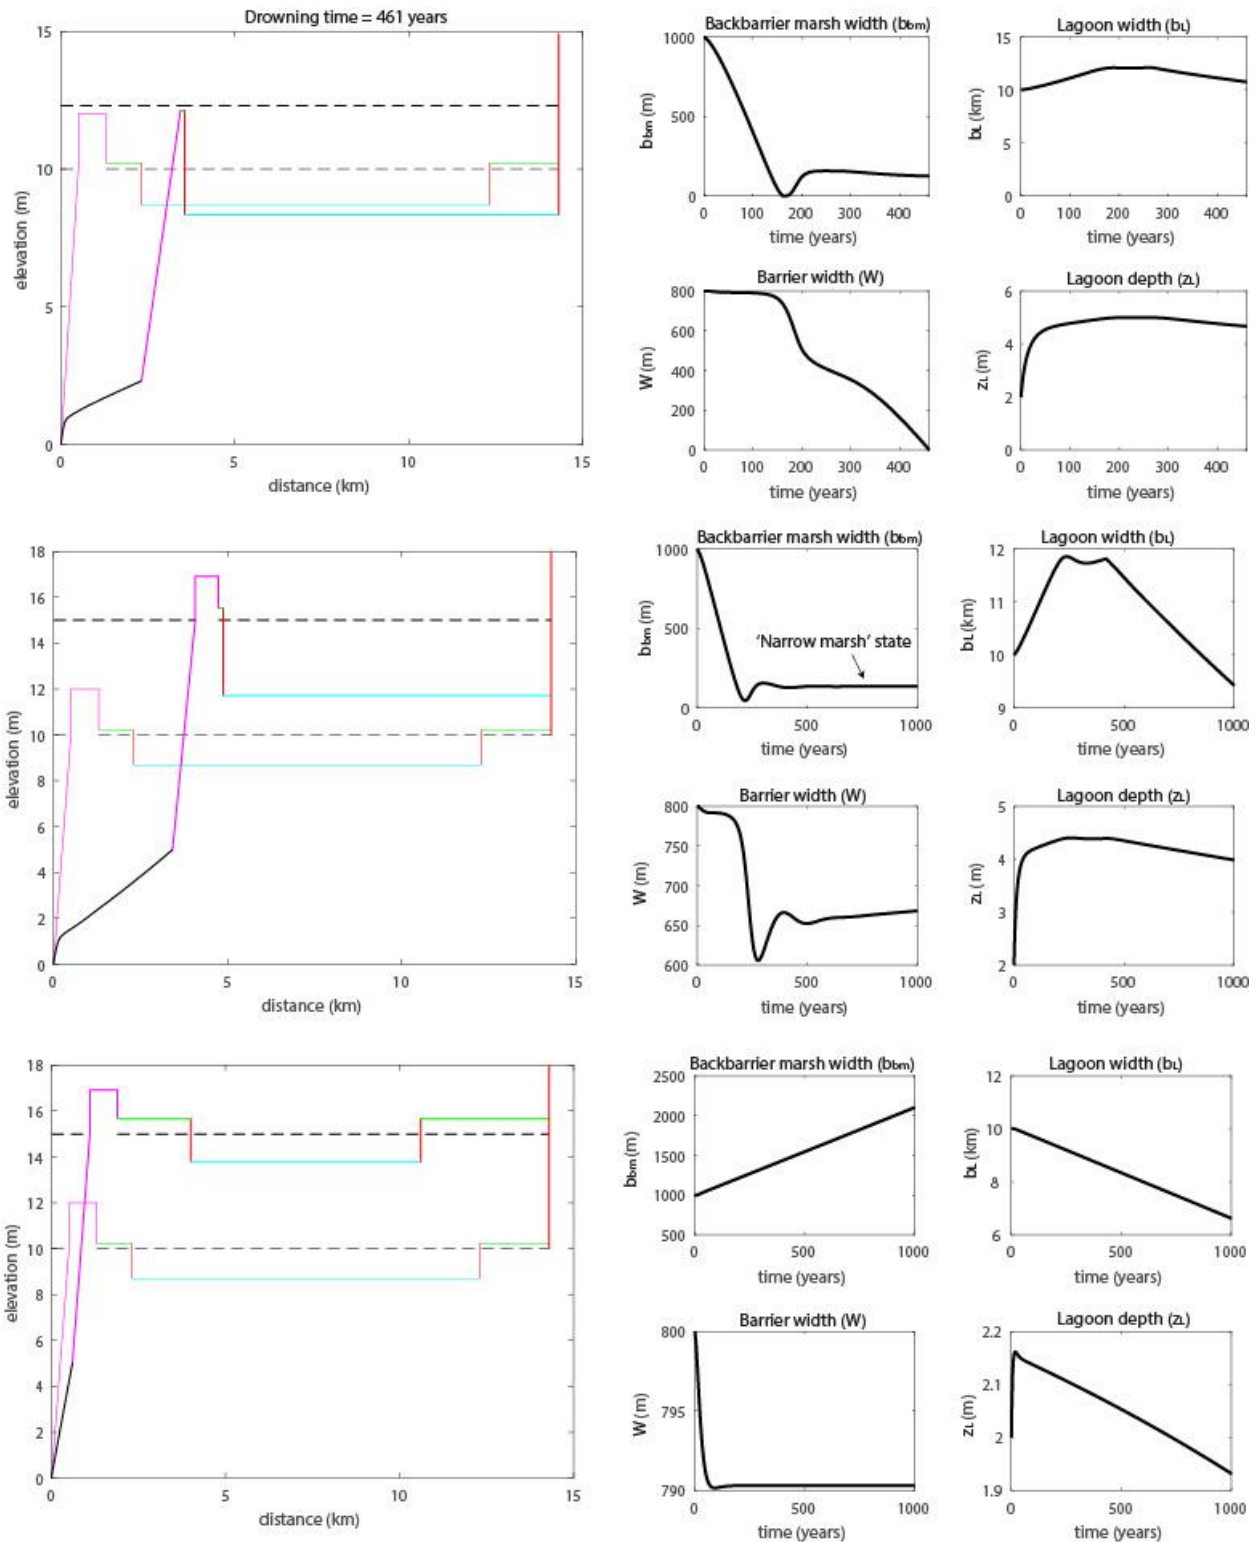 Drowning time = 461 years
15
10
5
0
elevation (m)
0 5 10 15
distance (km)
Backbarrier marsh width (bbm)
1000
500
0
bbm (m)
0 100 200 300 400
time (years)
Lagoon width (bL)
15
10
5
0
bL (km)
0 100 200 300 400
time (years)
Barrier width (W)
800
600
400
200
0
W (m)
0 100 200 300 400
time (years)
Lagoon depth (zL)
6
4
2
0
zL (m)
0 100 200 300 400
time (years)
18
16
14
12
10
8
6
4
2
0
elevation (m)
0 5 10 15
distance (km)
Backbarrier marsh width (bbm)
1000
500
0
bbm (m)
'Narrow marsh' state
0 500 1000
time (years)
Lagoon width (bL)
12
11
10
9
bL (km)
0 500 1000
time (years)
Barrier width (W)
800
750
700
650
600
W (m)
0 500 1000
time (years)
Lagoon depth (zL)
5
4
3
2
zL (m)
0 500 1000
time (years)
18
16
14
12
10
8
6
4
2
0
elevation (m)
0 5 10 15
distance (km)
Backbarrier marsh width (bbm)
2500
2000
1500
1000
500
bbm (m)
0 500 1000
time (years)
Lagoon width (bL)
12
10
8
6
bL (km)
0 500 1000
time (years)
Barrier width (W)
800
795
790
W (m)
0 500 1000
time (years)
Lagoon depth (zL)
2.2
2.1
2
1.9
zL (m)
0 500 1000
time (years)